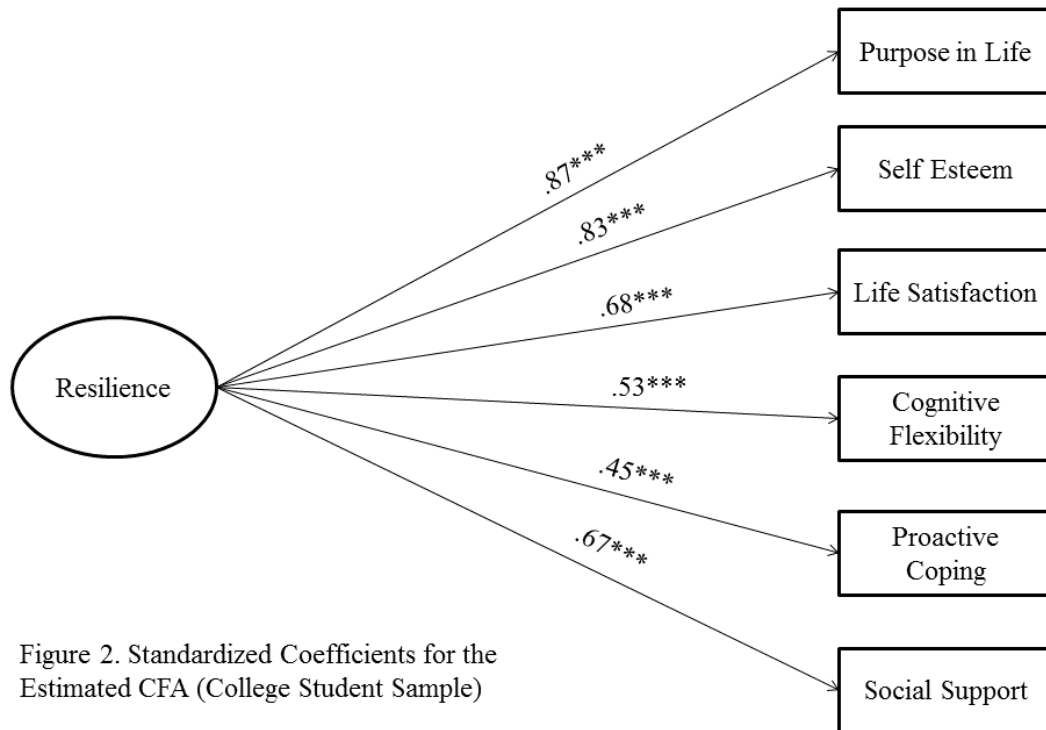 Purpose in Life
.87***
Self Esteem
.83***
Life Satisfaction
.68***
Resilience
.53***
Cognitive
Flexibility
.45***
Proactive
Coping
.67***
Social Support
Figure 2. Standardized Coefficients for the
Estimated CFA (College Student Sample)